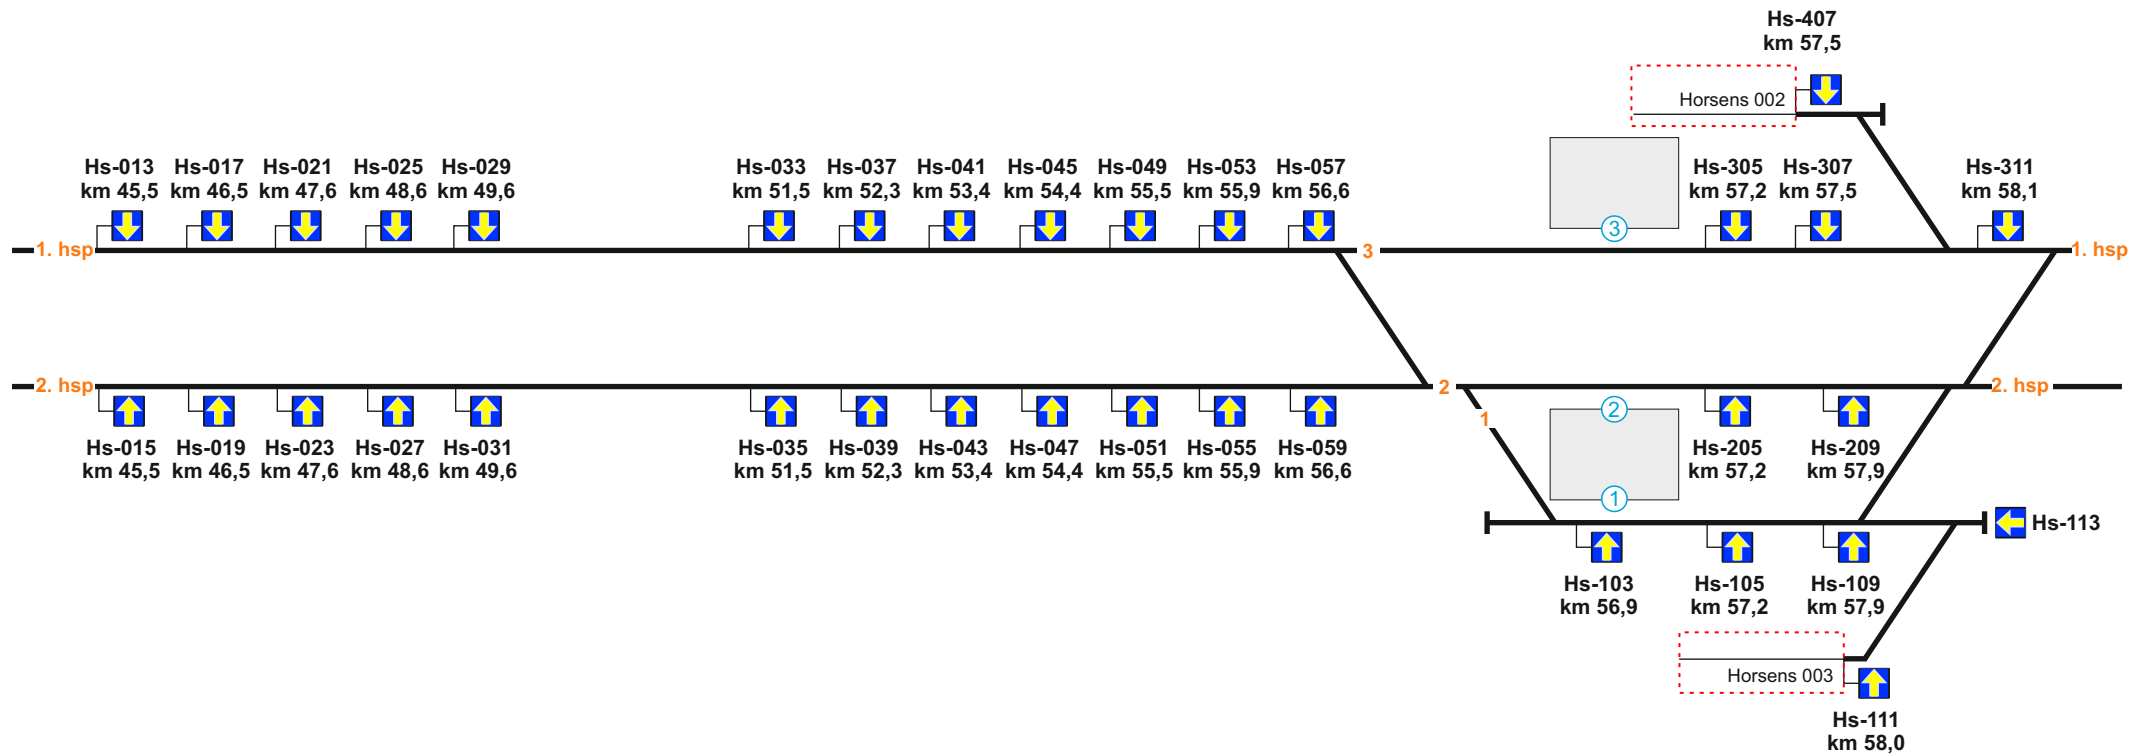 Hs-407
km 57,5
Horsens 002
Hs-013 Hs-017 Hs-021 Hs-025 Hs-029 Hs-033 Hs-037 Hs-041 Hs-045 Hs-049 Hs-053 Hs-057 Hs-305 Hs-307 Hs-311
km 45,5 km 46,5 km 47,6 km 48,6 km 49,6 km 51,5 km 52,3 km 53,4 km 54,4 km 55,5 km 55,9 km 56,6 km 57,2 km 57,5 km 58,1
3
1. hsp 3 1. hsp
2. hsp 2 2. hsp
2
1
Hs-015 Hs-019 Hs-023 Hs-027 Hs-031 Hs-035 Hs-039 Hs-043 Hs-047 Hs-051 Hs-055 Hs-059 Hs-205 Hs-209
km 45,5 km 46,5 km 47,6 km 48,6 km 49,6 km 51,5 km 52,3 km 53,4 km 54,4 km 55,5 km 55,9 km 56,6 km 57,2 km 57,9
1
Hs-113
Hs-103 Hs-105 Hs-109
km 56,9 km 57,2 km 57,9
Horsens 003
Hs-111
km 58,0